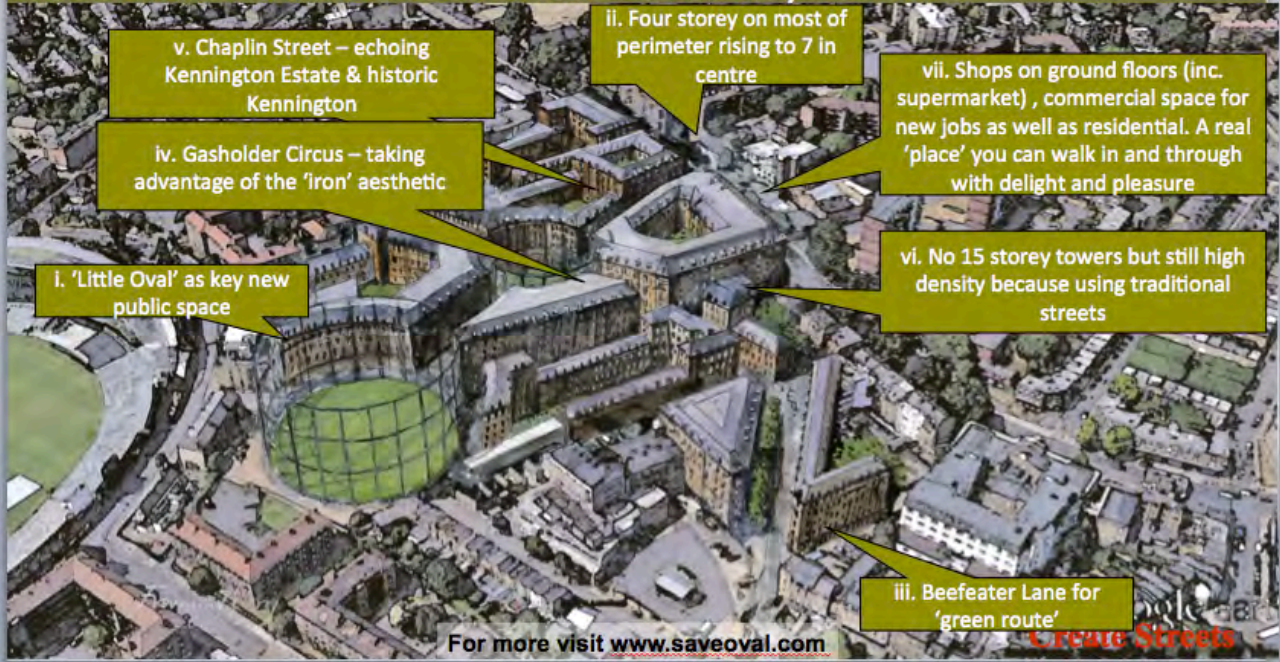 ii. Four storey on most of
perimeter rising to 7 in
centre
v. Chaplin Street – echoing
Kennington Estate & historic
Kennington
vii. Shops on ground floors (inc.
supermarket) , commercial space for
new jobs as well as residential. A real
‘place’ you can walk in and through
with delight and pleasure
iv. Gasholder Circus – taking
advantage of the ‘iron’ aesthetic
vi. No 15 storey towers but still high
density because using traditional
streets
i. ‘Little Oval’ as key new
public space
iii. Beefeater Lane for
‘green route’
Create Streets
For more visit www.saveoval.com